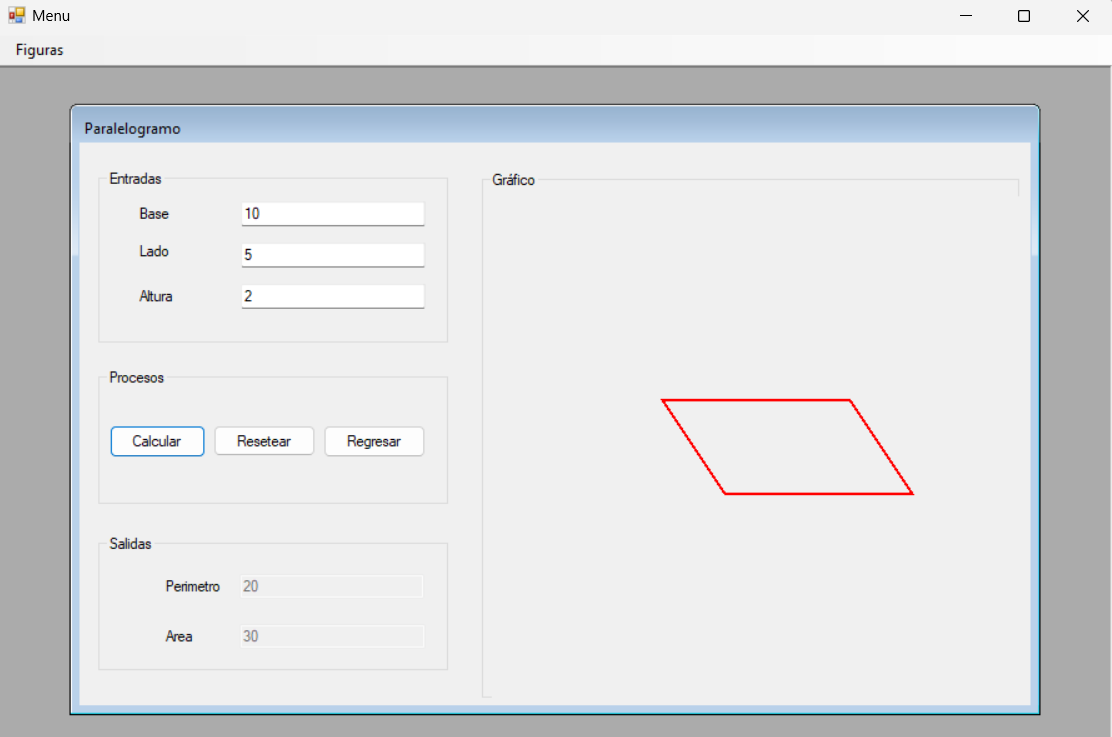 Menu
Figuras
Paralelogramo
Entradas
Base 10
Lado 5
Altura 2
Procesos
Calcular Resetear Regresar
Salidas
Perimetro 20
Area 30
Gráfico